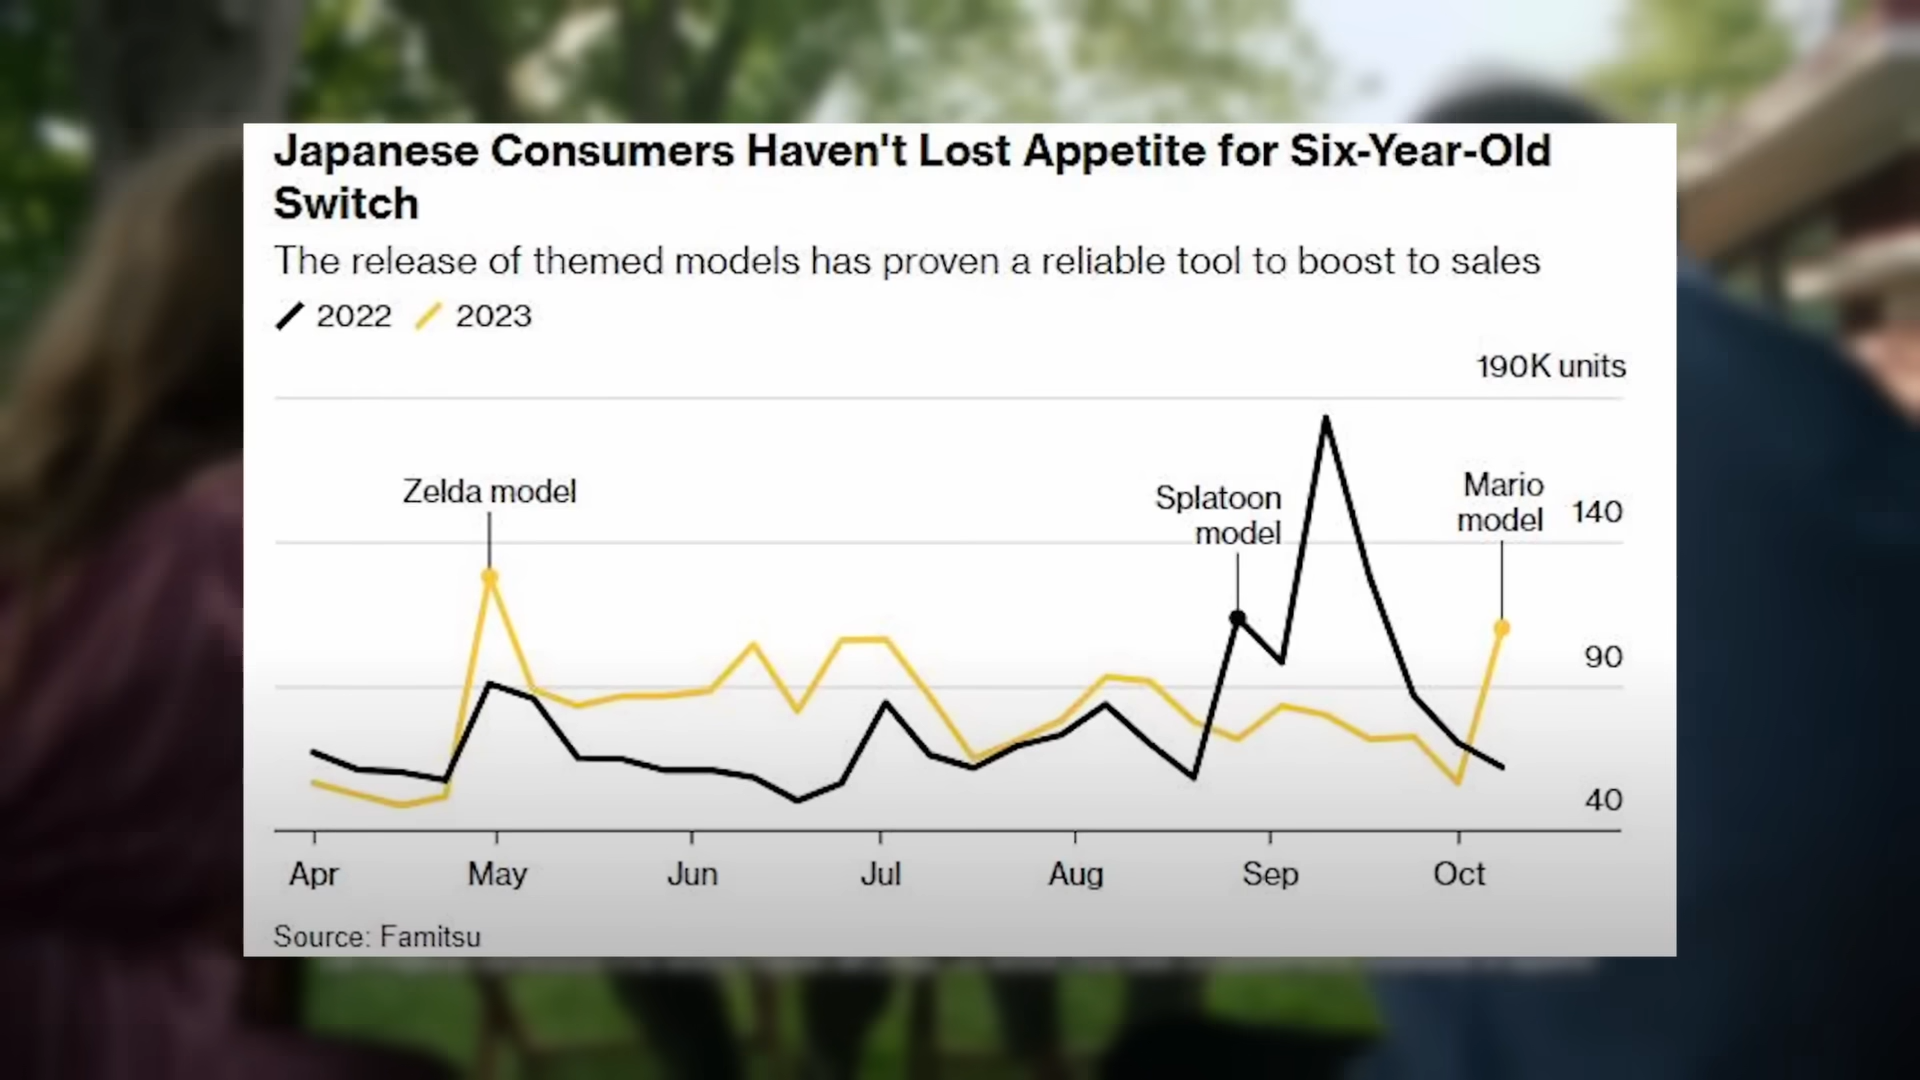 Japanese Consumers Haven't Lost Appetite for Six-Year-Old
Switch
The release of themed models has proven a reliable tool to boost to sales
2022 2023
190K units
Zelda model
Splatoon
model
Mario
model
140
90
40
Apr May Jun Jul Aug Sep Oct
Source: Famitsu